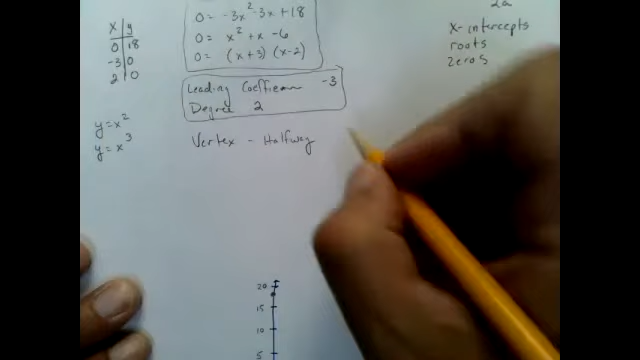 2a
x y
0 18
-3 0
2 0
0 = -3x² -3x +18
0 = x² + x -6
0 = (x+3) (x-2)
x-intercepts
roots
zeros
Leading Coefficient -3
Degree 2
y=x²
y=x³
Vertex - Halfway
20
15
10
5